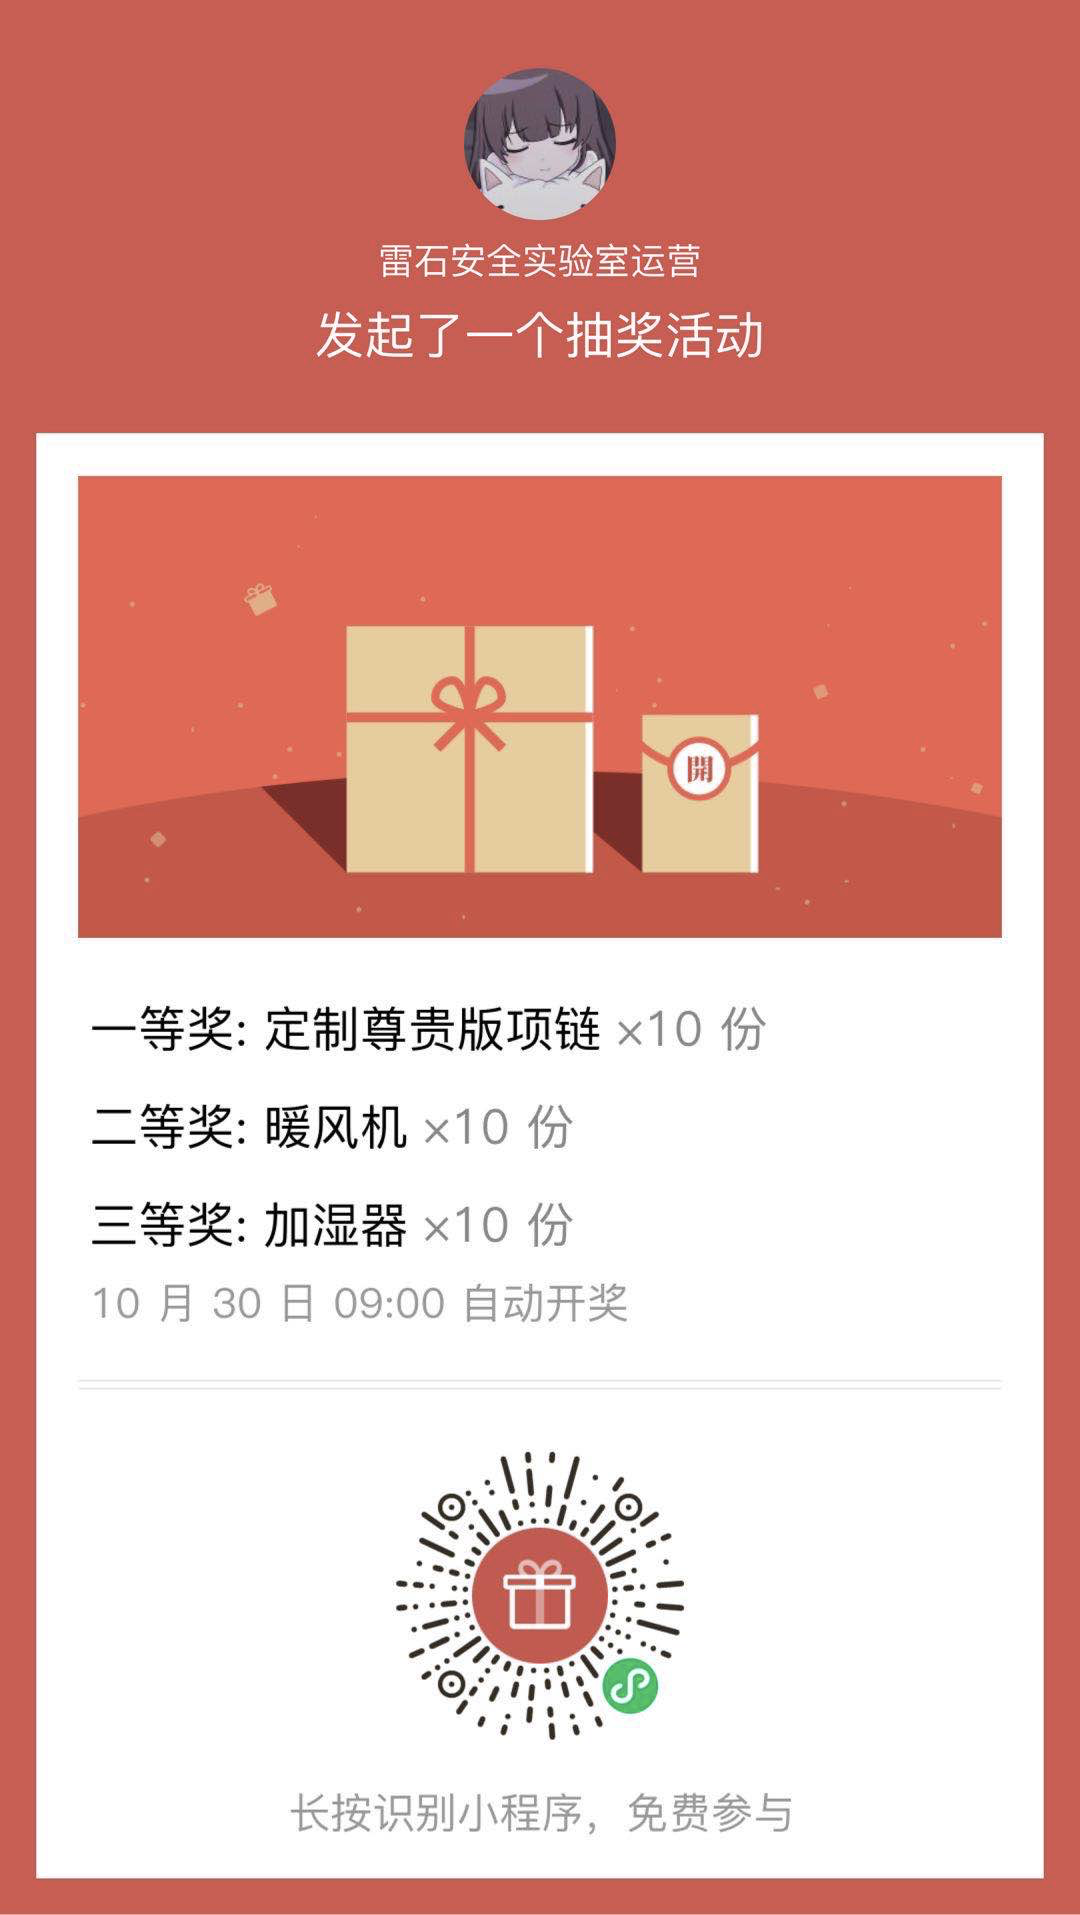 雷石安全实验室运营
发起了一个抽奖活动
開
一等奖: 定制尊贵版项链 ×10 份
二等奖: 暖风机 ×10 份
三等奖: 加湿器 ×10 份
10 月 30 日 09:00 自动开奖
长按识别小程序，免费参与